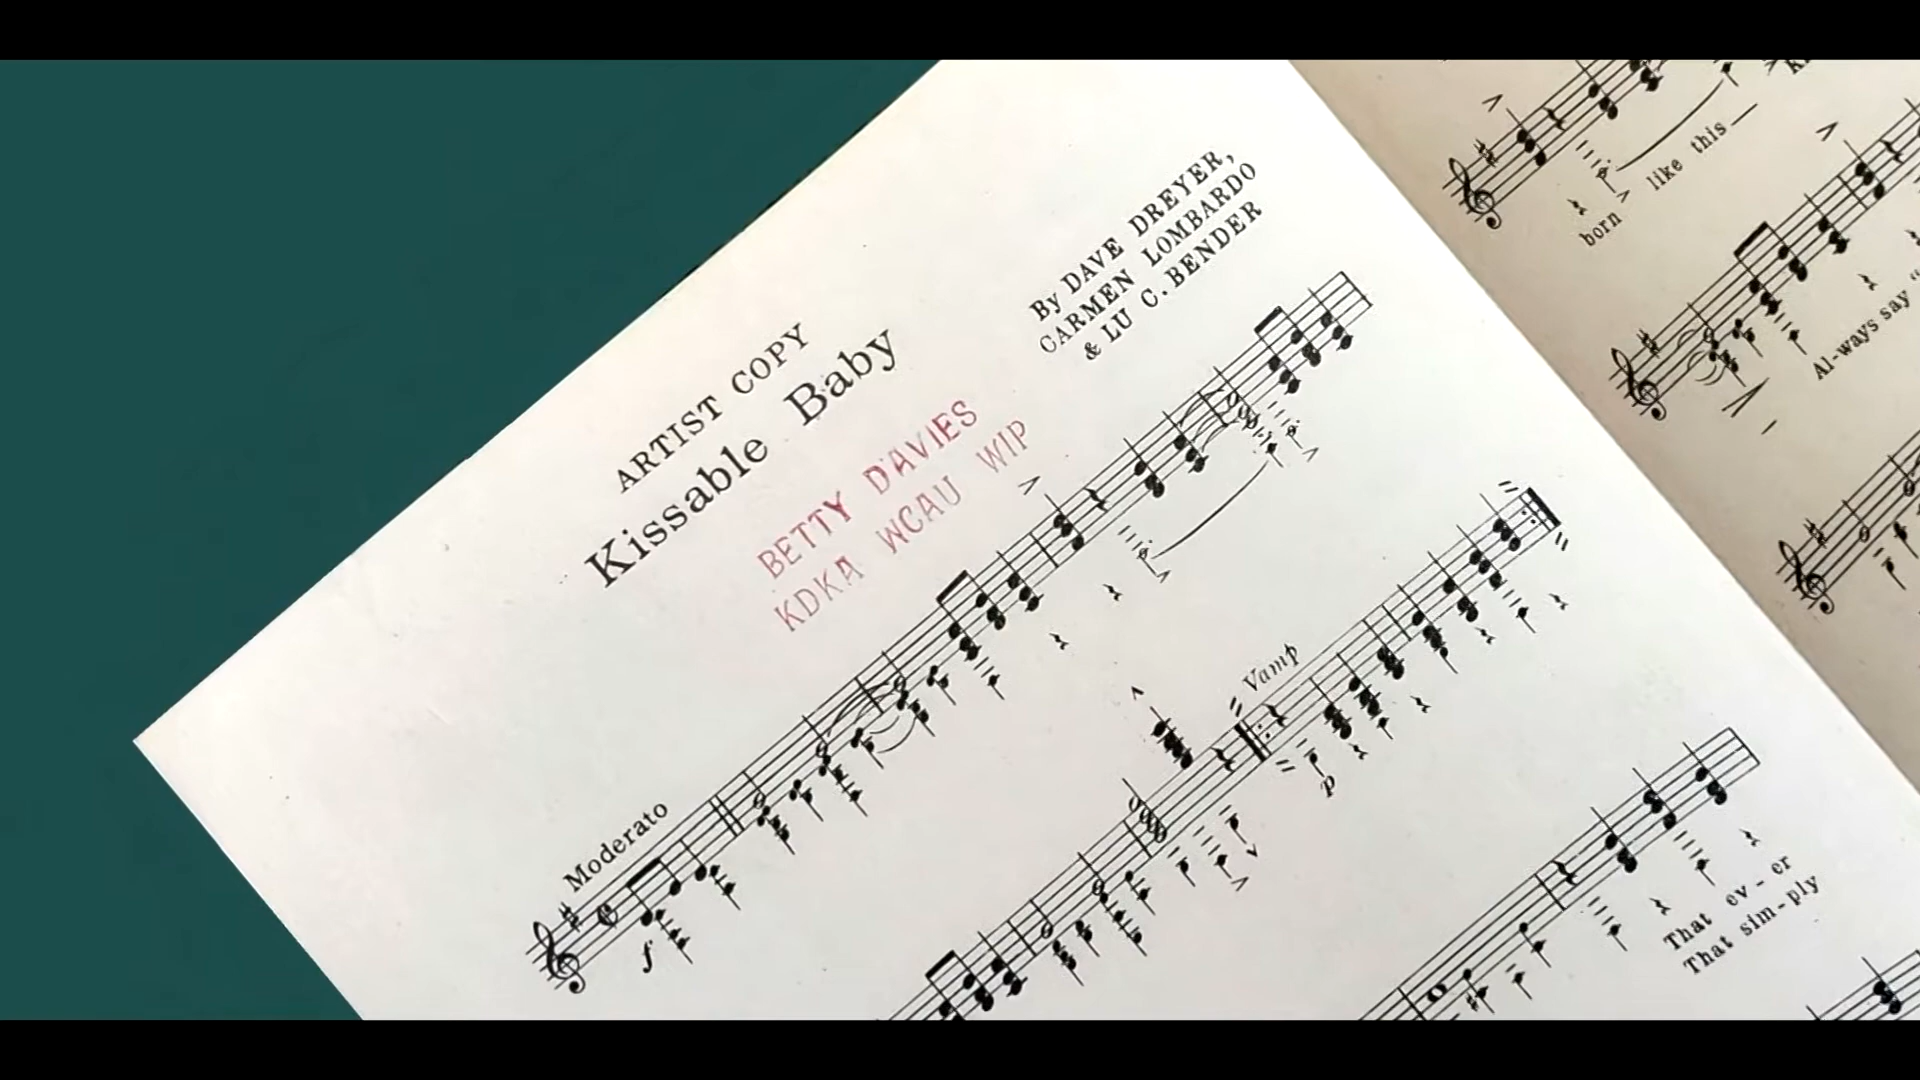 ARTIST COPY
Kissable Baby
By DAVE DREYER,
CARMEN LOMBARDO
& LU C. BENDER
BETTY DAVIES
KDKA WCAU WIP
Moderato
f
Vamp
p
That ev - er
That sim - ply
born like this
Al - ways say "